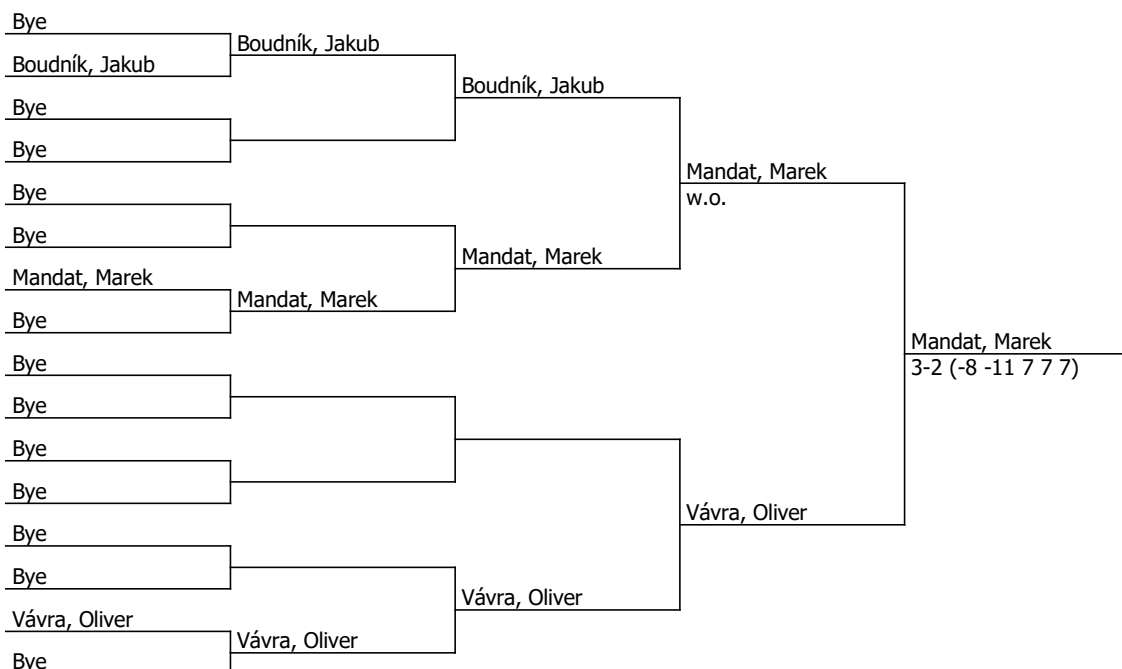 Bye
Boudník, Jakub
Boudník, Jakub
Boudník, Jakub
Bye
Bye
Mandat, Marek
w.o.
Bye
Bye
Mandat, Marek
Mandat, Marek
Mandat, Marek
Bye
Mandat, Marek
3-2 (-8 -11 7 7 7)
Bye
Bye
Bye
Bye
Vávra, Oliver
Bye
Bye
Vávra, Oliver
Vávra, Oliver
Vávra, Oliver
Bye